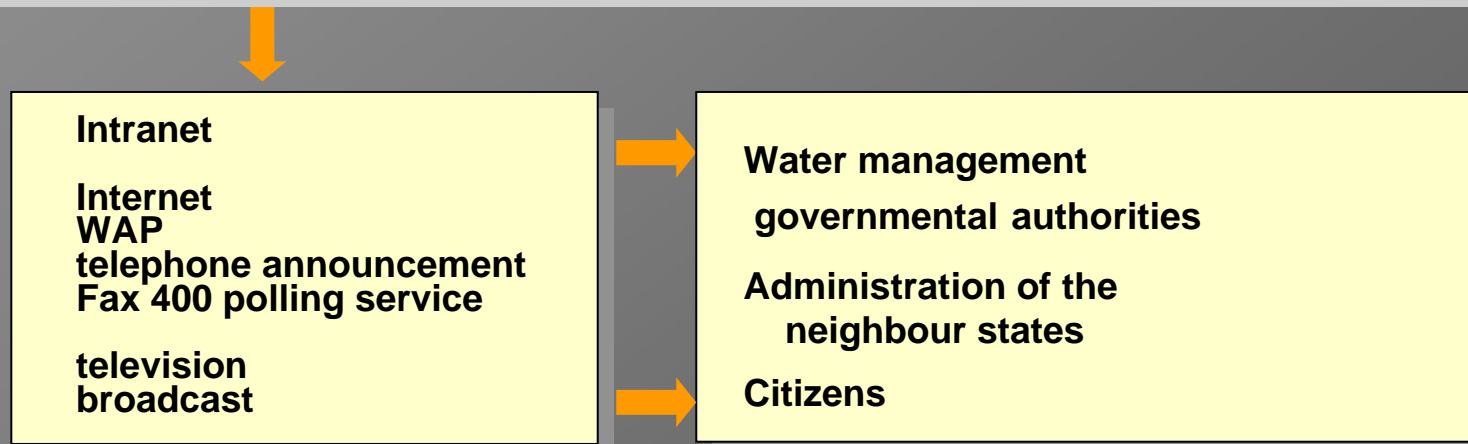 Intranet
Internet
WAP
telephone announcement
Fax 400 polling service
television
broadcast
Water management
governmental authorities
Administration of the
neighbour states
Citizens